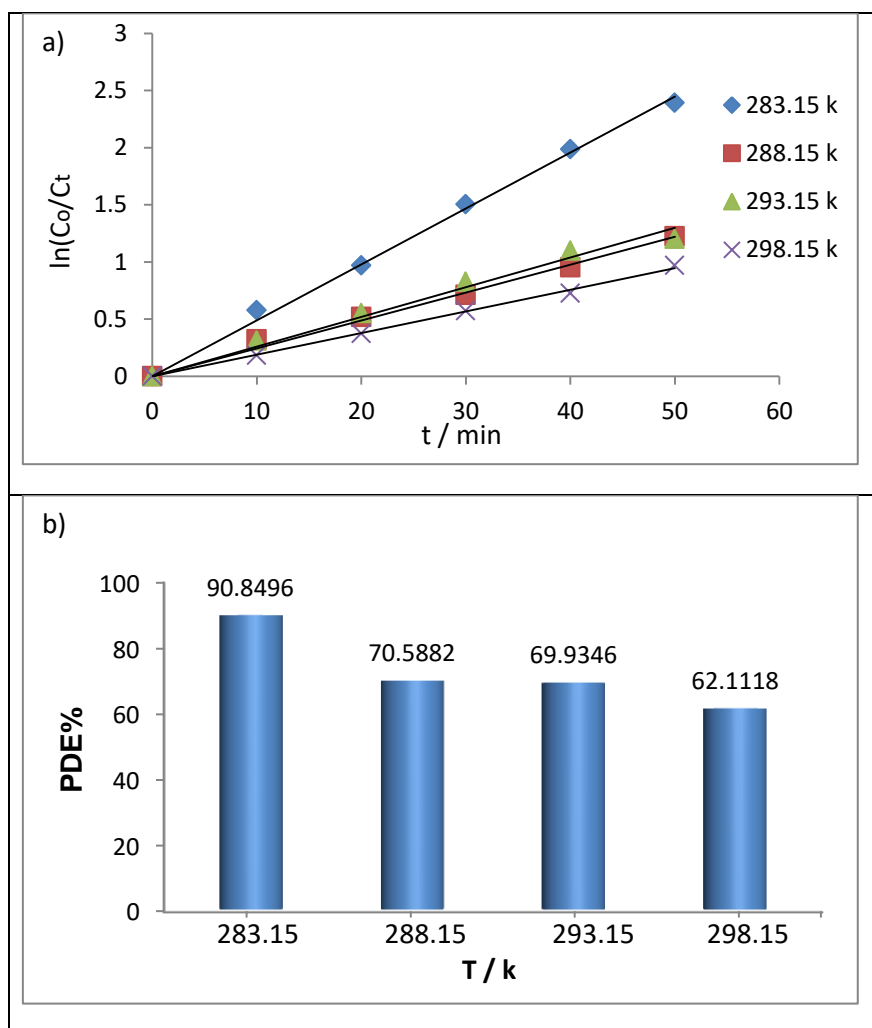 a)
ln(Co/Ct)
3
2.5
2
1.5
1
0.5
0
0 10 20 30 40 50 60
t / min
283.15 k
288.15 k
293.15 k
298.15 k
b)
PDE%
100
80
60
40
20
0
90.8496
70.5882
69.9346
62.1118
283.15 288.15 293.15 298.15
T / k